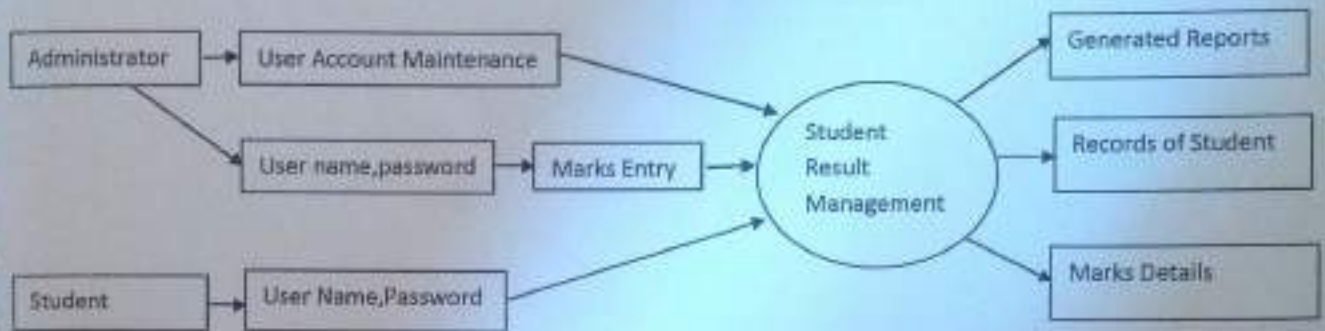 Administrator
User Account Maintenance
Generated Reports
User name,password
Marks Entry
Student
Result
Management
Records of Student
Student
User Name,Password
Marks Details